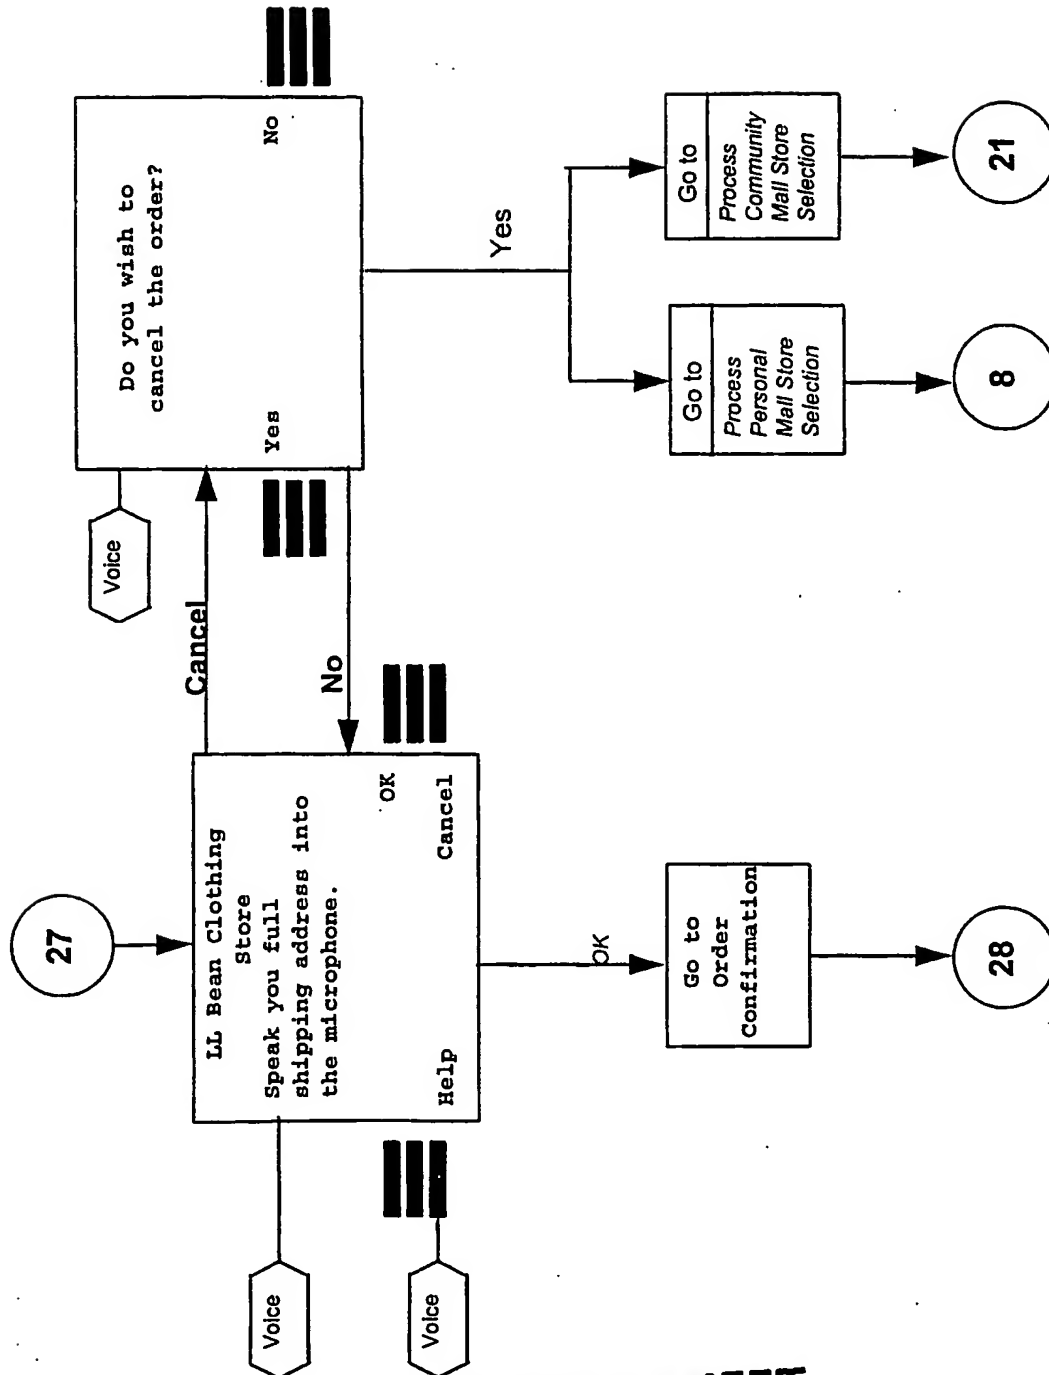 27
LL Bean Clothing
Store
Speak you full
shipping address into
the microphone.
OK
Help
Cancel
Voice
Voice
Cancel
No
Voice
Do you wish to
cancel the order?
Yes
No
OK
Go to
Order
Confirmation
28
Yes
Go to
Process
Personal
Mall Store
Selection
8
Go to
Process
Community
Mall Store
Selection
21